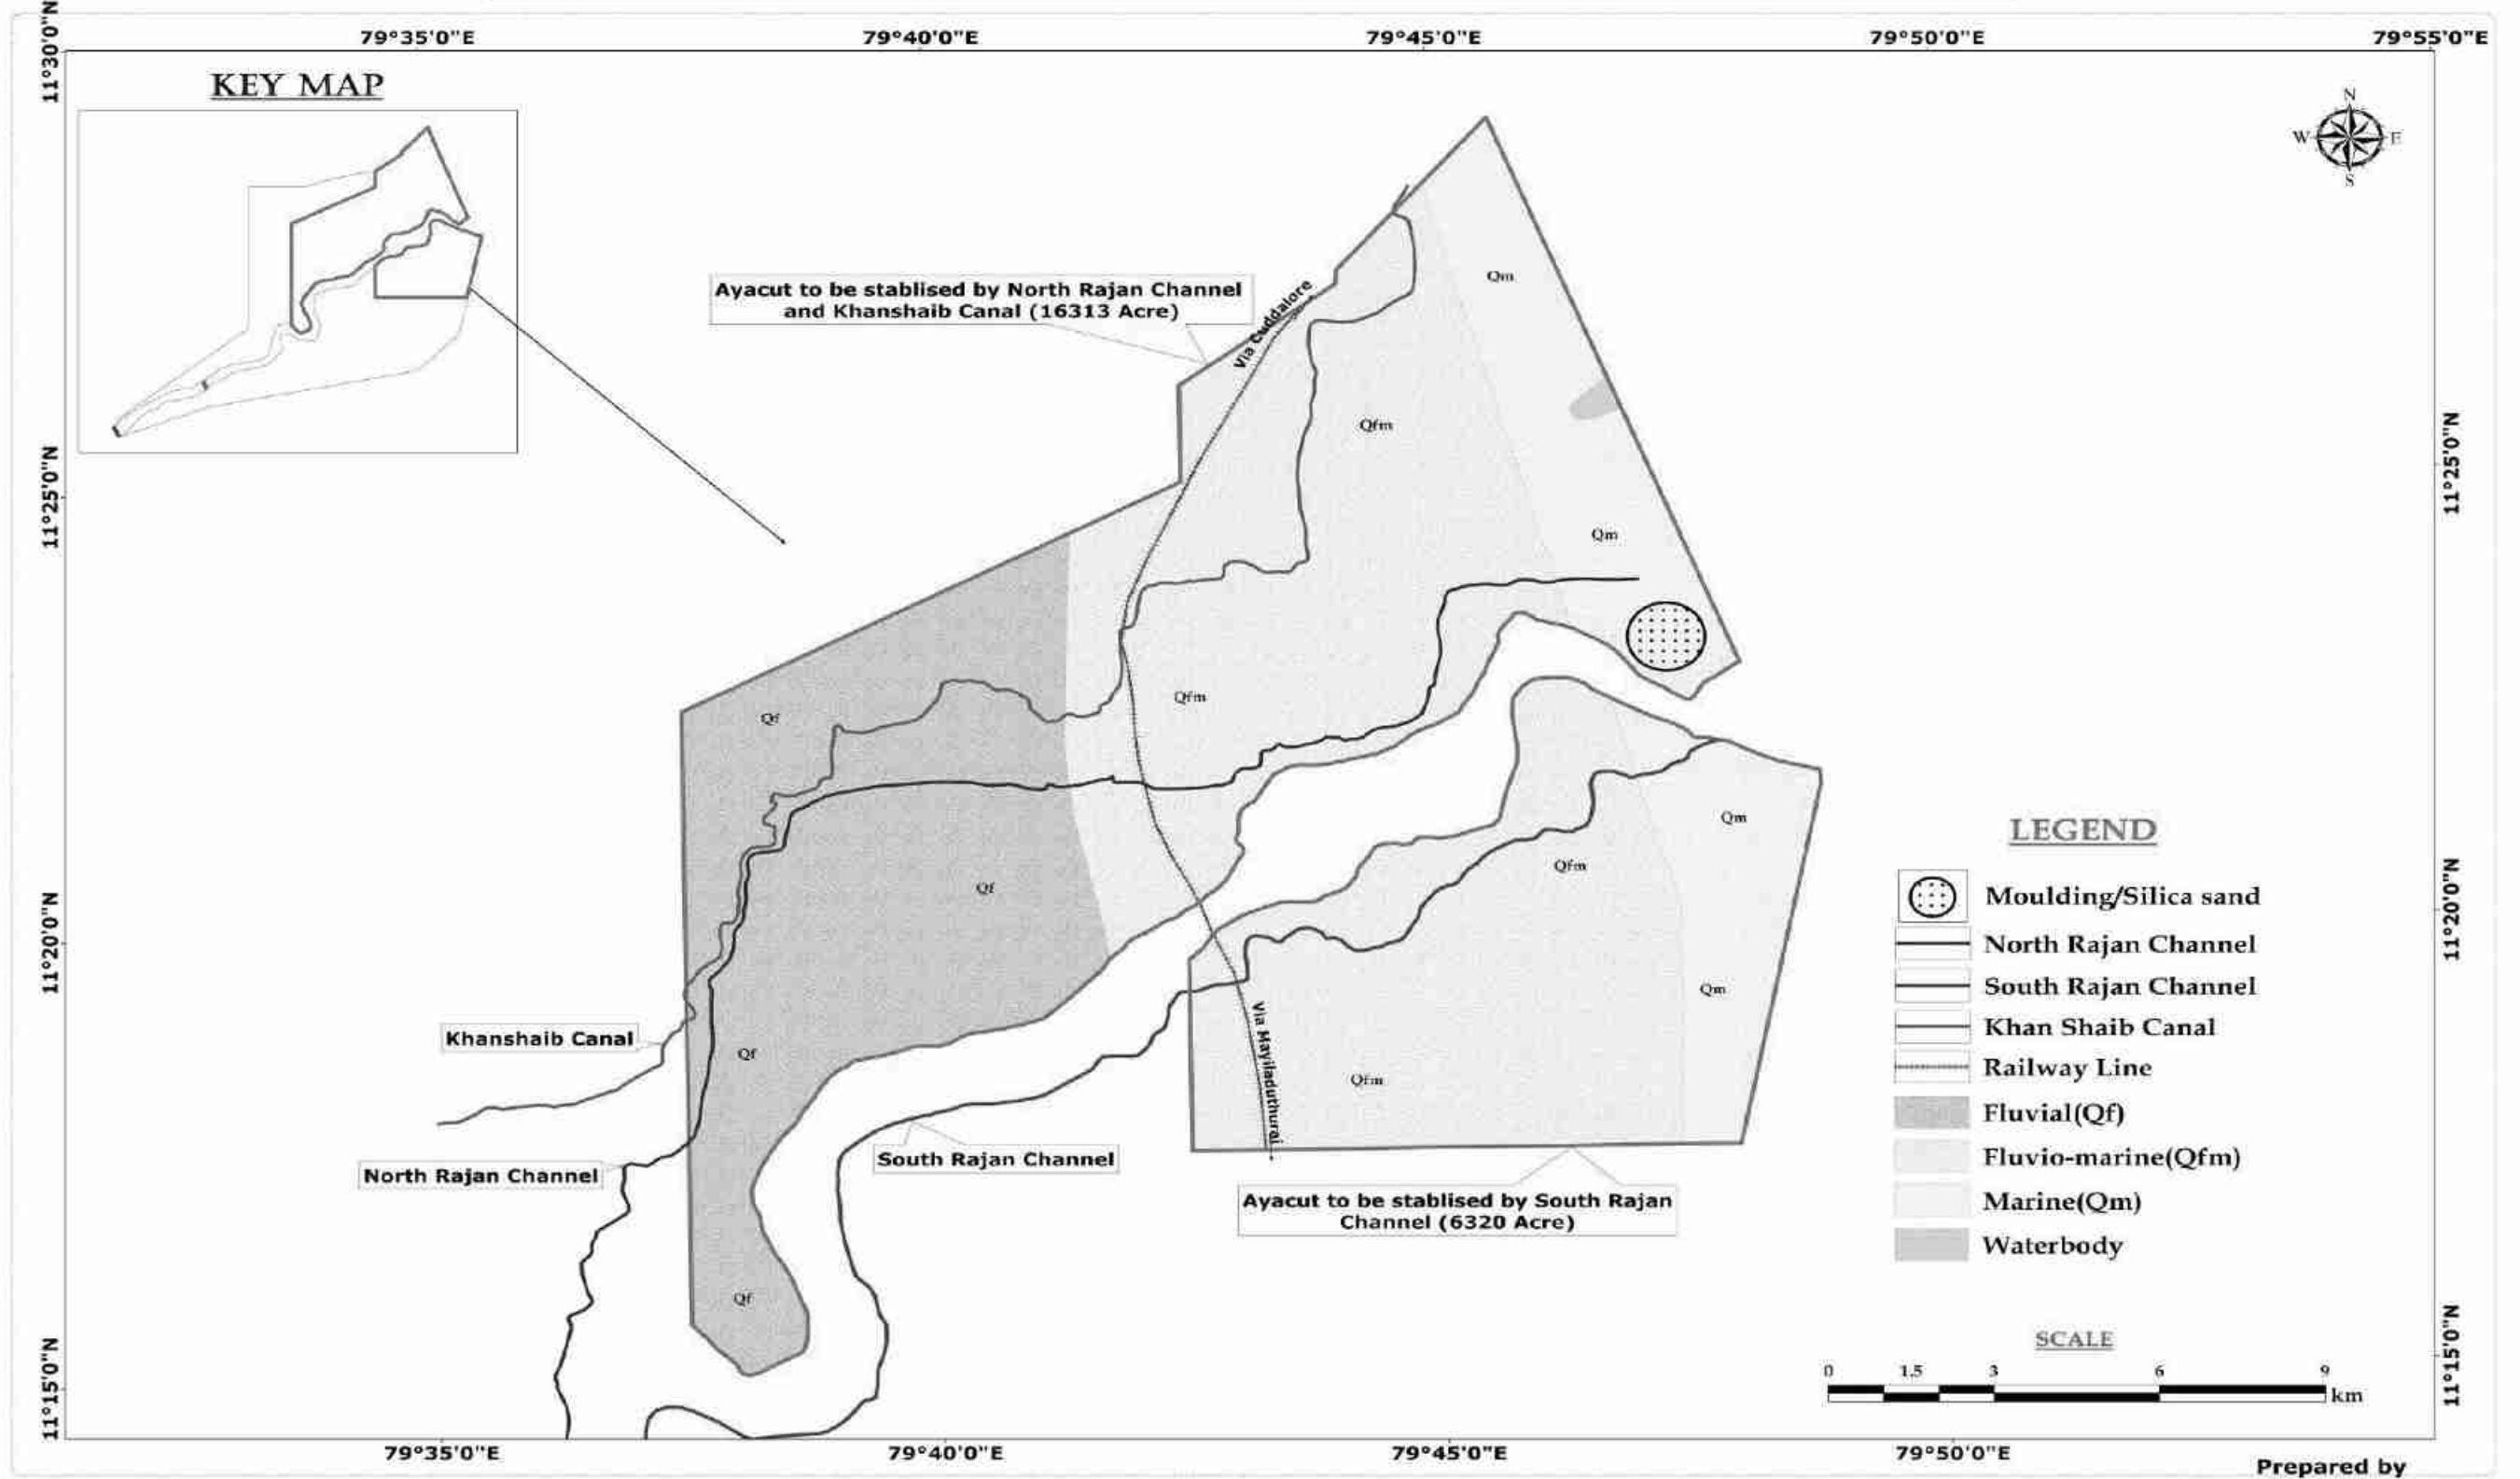 79°35'0"E 79°40'0"E 79°45'0"E 79°50'0"E 79°55'0"E
11°30'0"N
KEY MAP
N
W E
S
Ayacut to be stablised by North Rajan Channel
and Khanshaib Canal (16313 Acre)
Via Cuddalore
Qm
Qfm
11°25'0"N
11°25'0"N
Qm
Qfm
Qf
Qm
Qfm
Qf
11°20'0"N
11°20'0"N
Qm
Khanshaib Canal
Qf
Via Mayiladuthurai
Qfm
South Rajan Channel
North Rajan Channel
Ayacut to be stablised by South Rajan
Channel (6320 Acre)
Qf
LEGEND
Moulding/Silica sand
North Rajan Channel
South Rajan Channel
Khan Shaib Canal
Railway Line
Fluvial(Qf)
Fluvio-marine(Qfm)
Marine(Qm)
Waterbody
SCALE
0 1.5 3 6 9
km
11°15'0"N
11°15'0"N
79°35'0"E 79°40'0"E 79°45'0"E 79°50'0"E
Prepared by